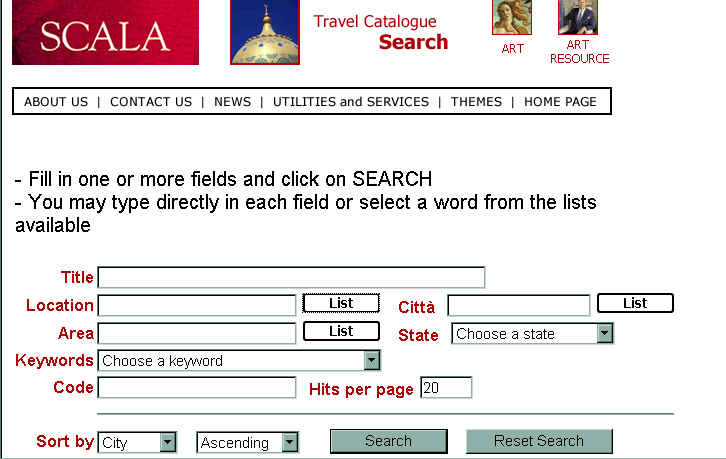 SCALA
Travel Catalogue
Search
ART
ART
RESOURCE
ABOUT US | CONTACT US | NEWS | UTILITIES and SERVICES | THEMES | HOME PAGE
- Fill in one or more fields and click on SEARCH
- You may type directly in each field or select a word from the lists
available
Title
Location List Città List
Area List State Choose a state
Keywords Choose a keyword
Code Hits per page 20
Sort by City Ascending Search Reset Search